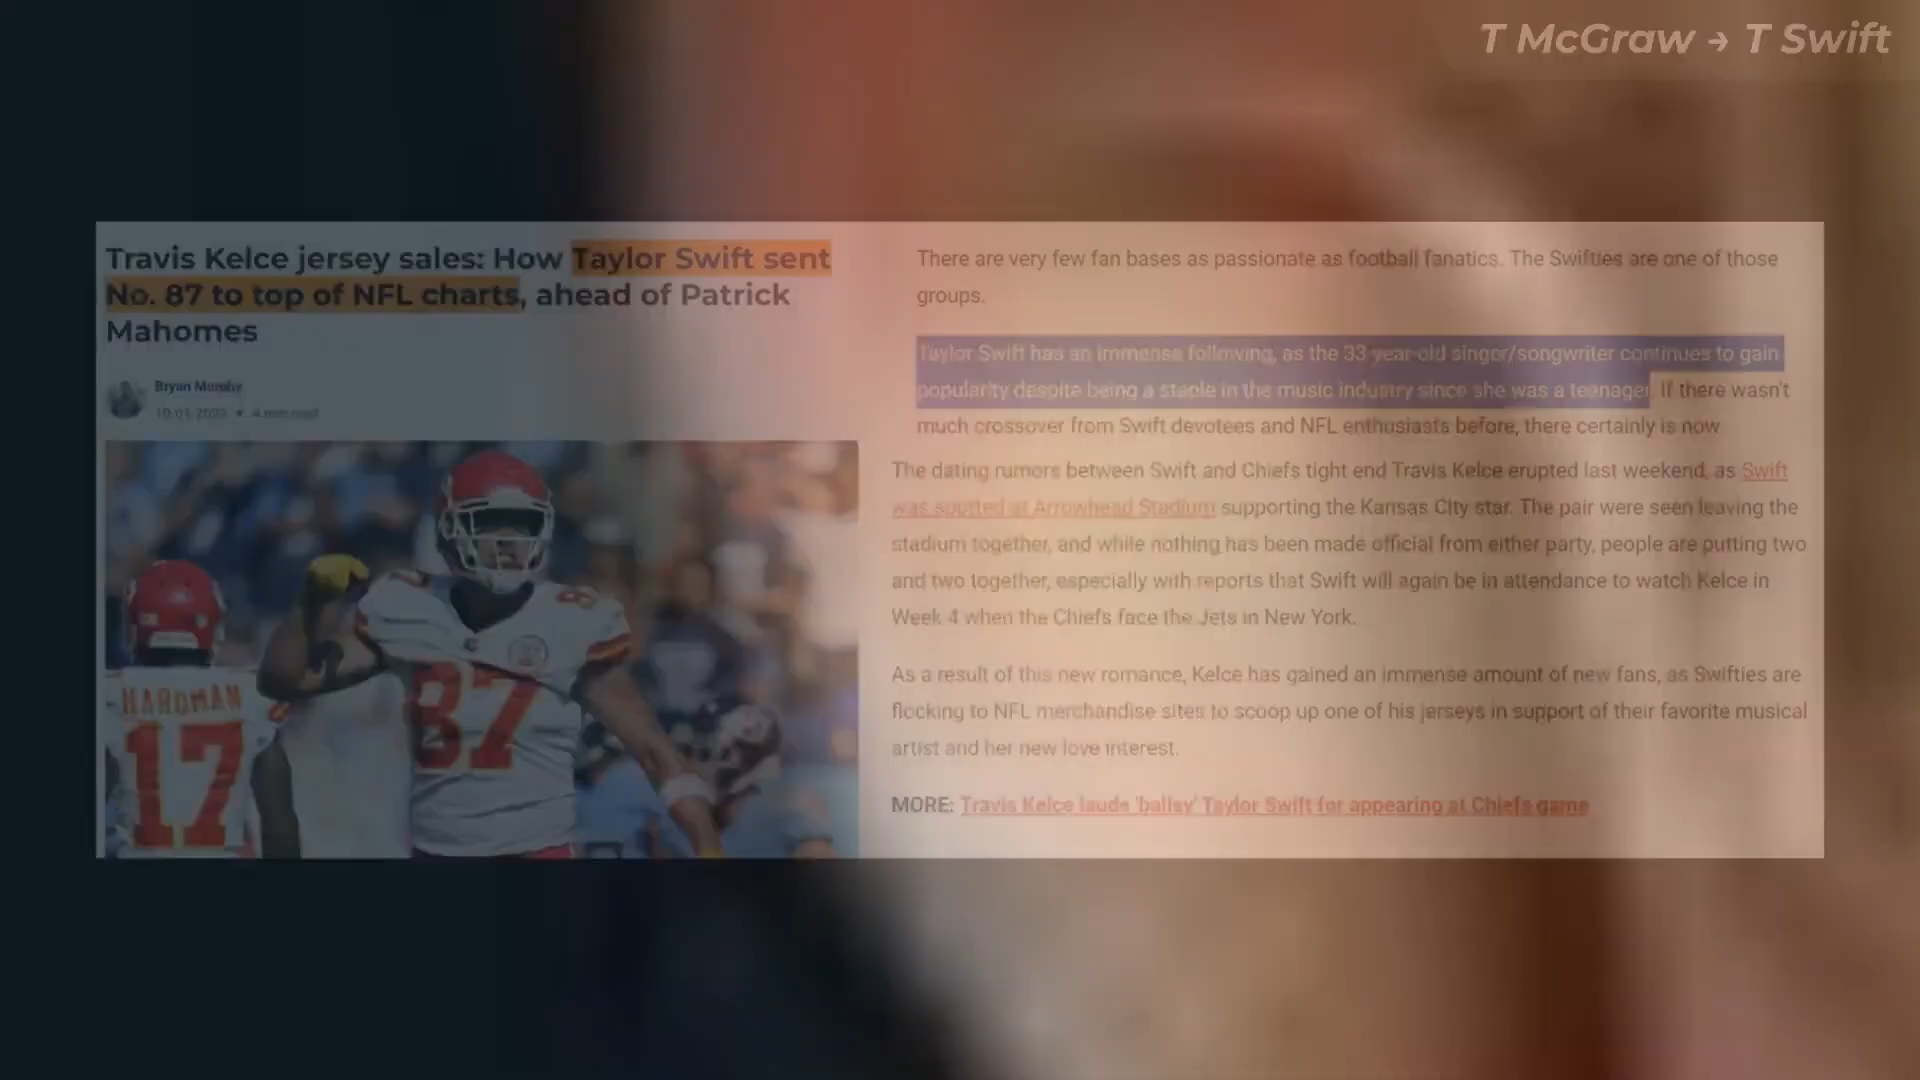 T McGraw → T Swift
Travis Kelce jersey sales: How Taylor Swift sent
No. 87 to top of NFL charts, ahead of Patrick
Mahomes
Bryan Murphy
10-01-2023 • 4 min read
HARDMAN
17
87
There are very few fan bases as passionate as football fanatics. The Swifties are one of those
groups.
Taylor Swift has an immense following, as the 33-year-old singer/songwriter continues to gain
popularity despite being a staple in the music industry since she was a teenager. If there wasn't
much crossover from Swift devotees and NFL enthusiasts before, there certainly is now.
The dating rumors between Swift and Chiefs tight end Travis Kelce erupted last weekend, as Swift
was spotted at Arrowhead Stadium supporting the Kansas City star. The pair were seen leaving the
stadium together, and while nothing has been made official from either party, people are putting two
and two together, especially with reports that Swift will again be in attendance to watch Kelce in
Week 4 when the Chiefs face the Jets in New York.
As a result of this new romance, Kelce has gained an immense amount of new fans, as Swifties are
flocking to NFL merchandise sites to scoop up one of his jerseys in support of their favorite musical
artist and her new love interest.
MORE: Travis Kelce lauds 'ballsy' Taylor Swift for appearing at Chiefs game